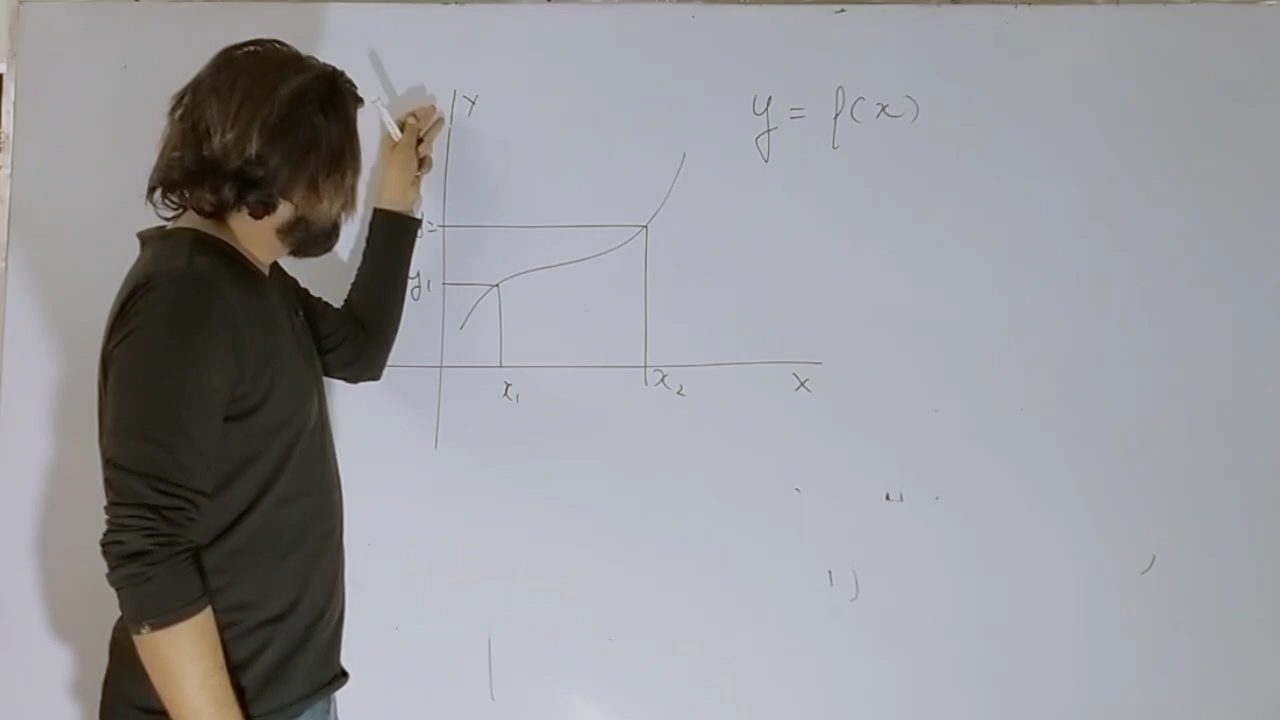 Y
y = f(x)
y₂
y₁
x₁
x₂
X